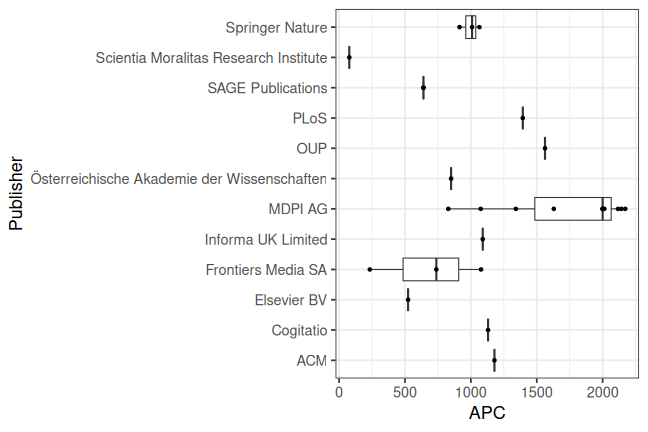 Publisher
Springer Nature
Scientia Moralitas Research Institute
SAGE Publications
PLoS
OUP
Österreichische Akademie der Wissenschaften
MDPI AG
Informa UK Limited
Frontiers Media SA
Elsevier BV
Cogitatio
ACM
0 500 1000 1500 2000
APC